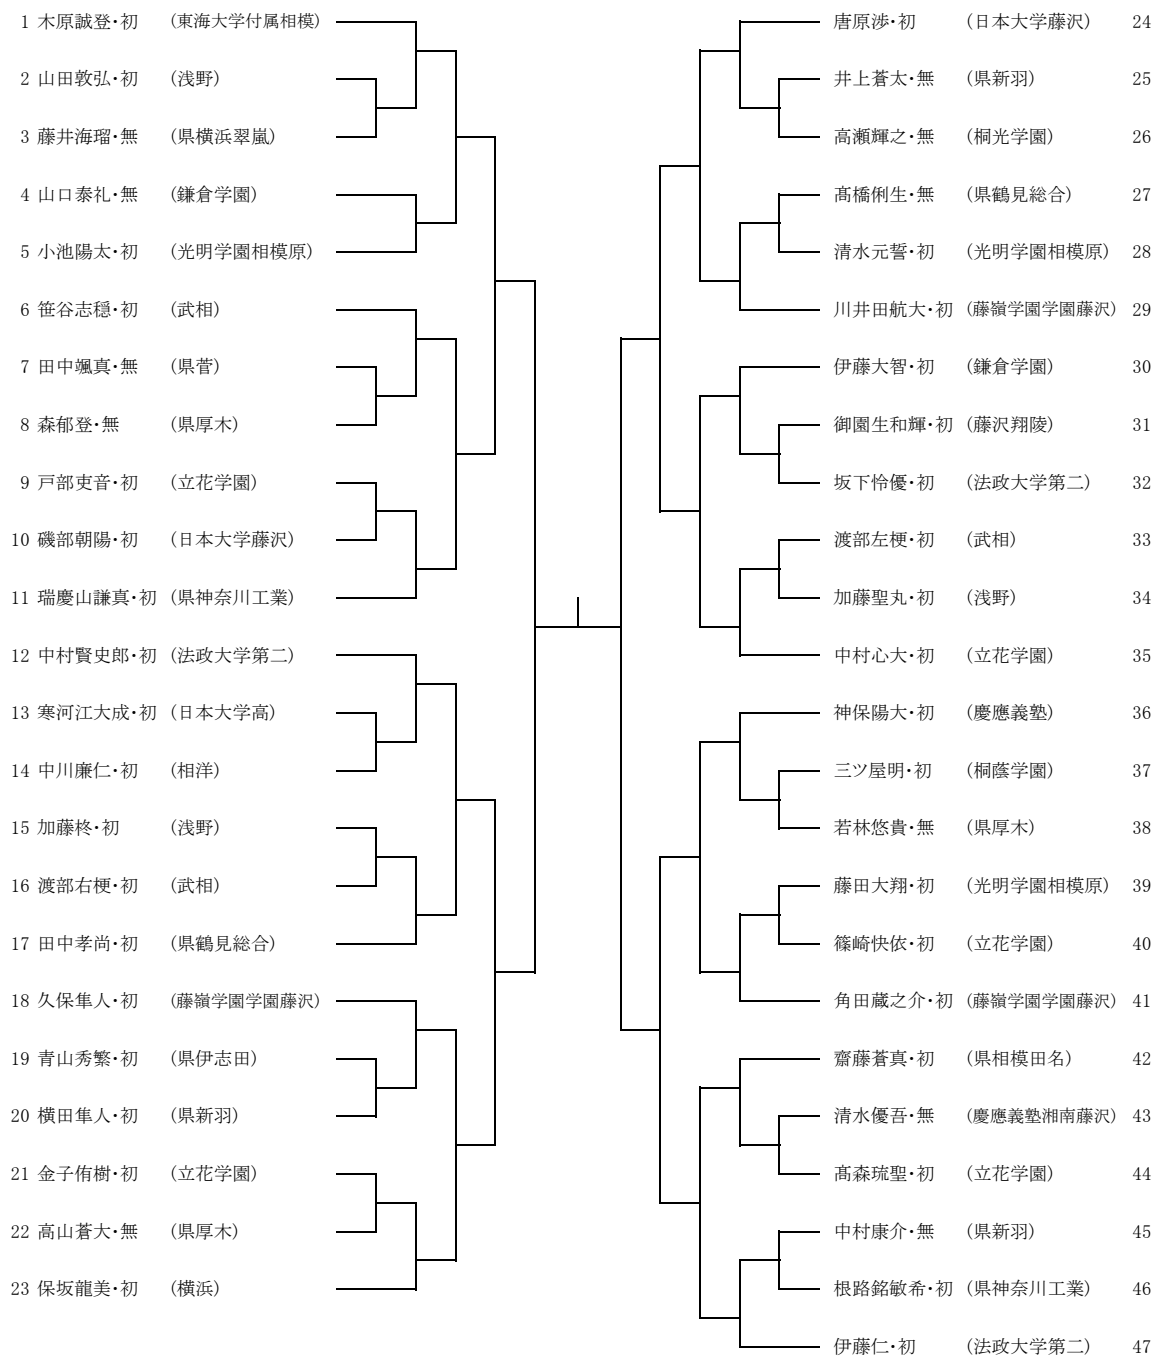 1 木原誠登・初 (東海大学付属相模)
2 山田敦弘・初 (浅野)
3 藤井海瑠・無 (県横浜翠嵐)
4 山口泰礼・無 (鎌倉学園)
5 小池陽太・初 (光明学園相模原)
6 笹谷志穏・初 (武相)
7 田中颯真・無 (県菅)
8 森郁登・無 (県厚木)
9 戸部吏音・初 (立花学園)
10 磯部朝陽・初 (日本大学藤沢)
11 瑞慶山謙真・初 (県神奈川工業)
12 中村賢史郎・初 (法政大学第二)
13 寒河江大成・初 (日本大学高)
14 中川廉仁・初 (相洋)
15 加藤柊・初 (浅野)
16 渡部右梗・初 (武相)
17 田中孝尚・初 (県鶴見総合)
18 久保隼人・初 (藤嶺学園学園藤沢)
19 青山秀繁・初 (県伊志田)
20 横田隼人・初 (県新羽)
21 金子侑樹・初 (立花学園)
22 高山蒼大・無 (県厚木)
23 保坂龍美・初 (横浜)
唐原渉・初 (日本大学藤沢) 24
井上蒼太・無 (県新羽) 25
高瀬輝之・無 (桐光学園) 26
髙橋俐生・無 (県鶴見総合) 27
清水元誓・初 (光明学園相模原) 28
川井田航大・初 (藤嶺学園学園藤沢) 29
伊藤大智・初 (鎌倉学園) 30
御園生和輝・初 (藤沢翔陵) 31
坂下怜優・初 (法政大学第二) 32
渡部左梗・初 (武相) 33
加藤聖丸・初 (浅野) 34
中村心大・初 (立花学園) 35
神保陽大・初 (慶應義塾) 36
三ツ屋明・初 (桐蔭学園) 37
若林悠貴・無 (県厚木) 38
藤田大翔・初 (光明学園相模原) 39
篠崎快依・初 (立花学園) 40
角田蔵之介・初 (藤嶺学園学園藤沢) 41
齋藤蒼真・初 (県相模田名) 42
清水優吾・無 (慶應義塾湘南藤沢) 43
髙森琉聖・初 (立花学園) 44
中村康介・無 (県新羽) 45
根路銘敏希・初 (県神奈川工業) 46
伊藤仁・初 (法政大学第二) 47